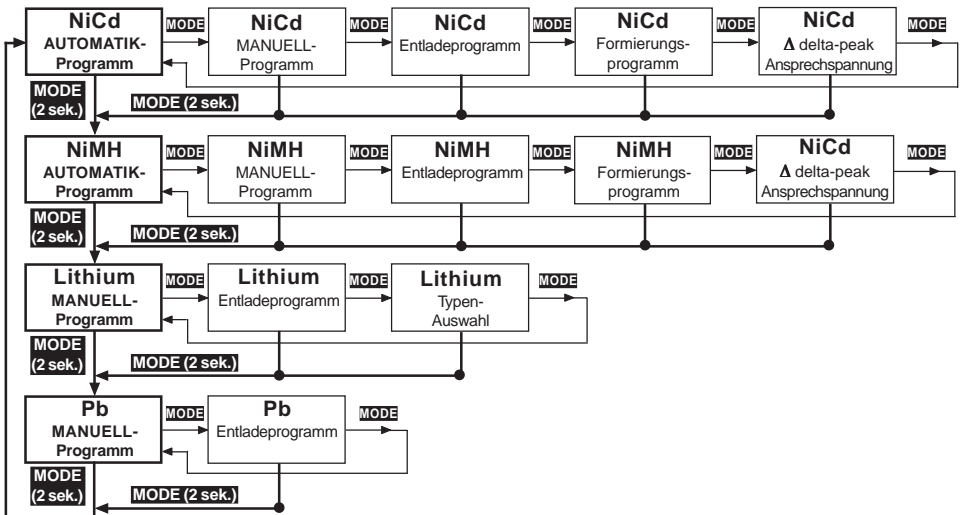 NiCd
AUTOMATIK-
Programm
MODE
NiCd
MANUELL-
Programm
MODE
NiCd
Entladeprogramm
MODE
NiCd
Formierungs-
programm
MODE
NiCd
Δ delta-peak
Ansprechspannung
MODE
MODE
(2 sek.)
MODE (2 sek.)
NiMH
AUTOMATIK-
Programm
MODE
NiMH
MANUELL-
Programm
MODE
NiMH
Entladeprogramm
MODE
NiMH
Formierungs-
programm
MODE
NiCd
Δ delta-peak
Ansprechspannung
MODE
MODE
(2 sek.)
MODE (2 sek.)
Lithium
MANUELL-
Programm
MODE
Lithium
Entladeprogramm
MODE
Lithium
Typen-
Auswahl
MODE
MODE
(2 sek.)
MODE (2 sek.)
Pb
MANUELL-
Programm
MODE
Pb
Entladeprogramm
MODE
MODE
(2 sek.)
MODE (2 sek.)